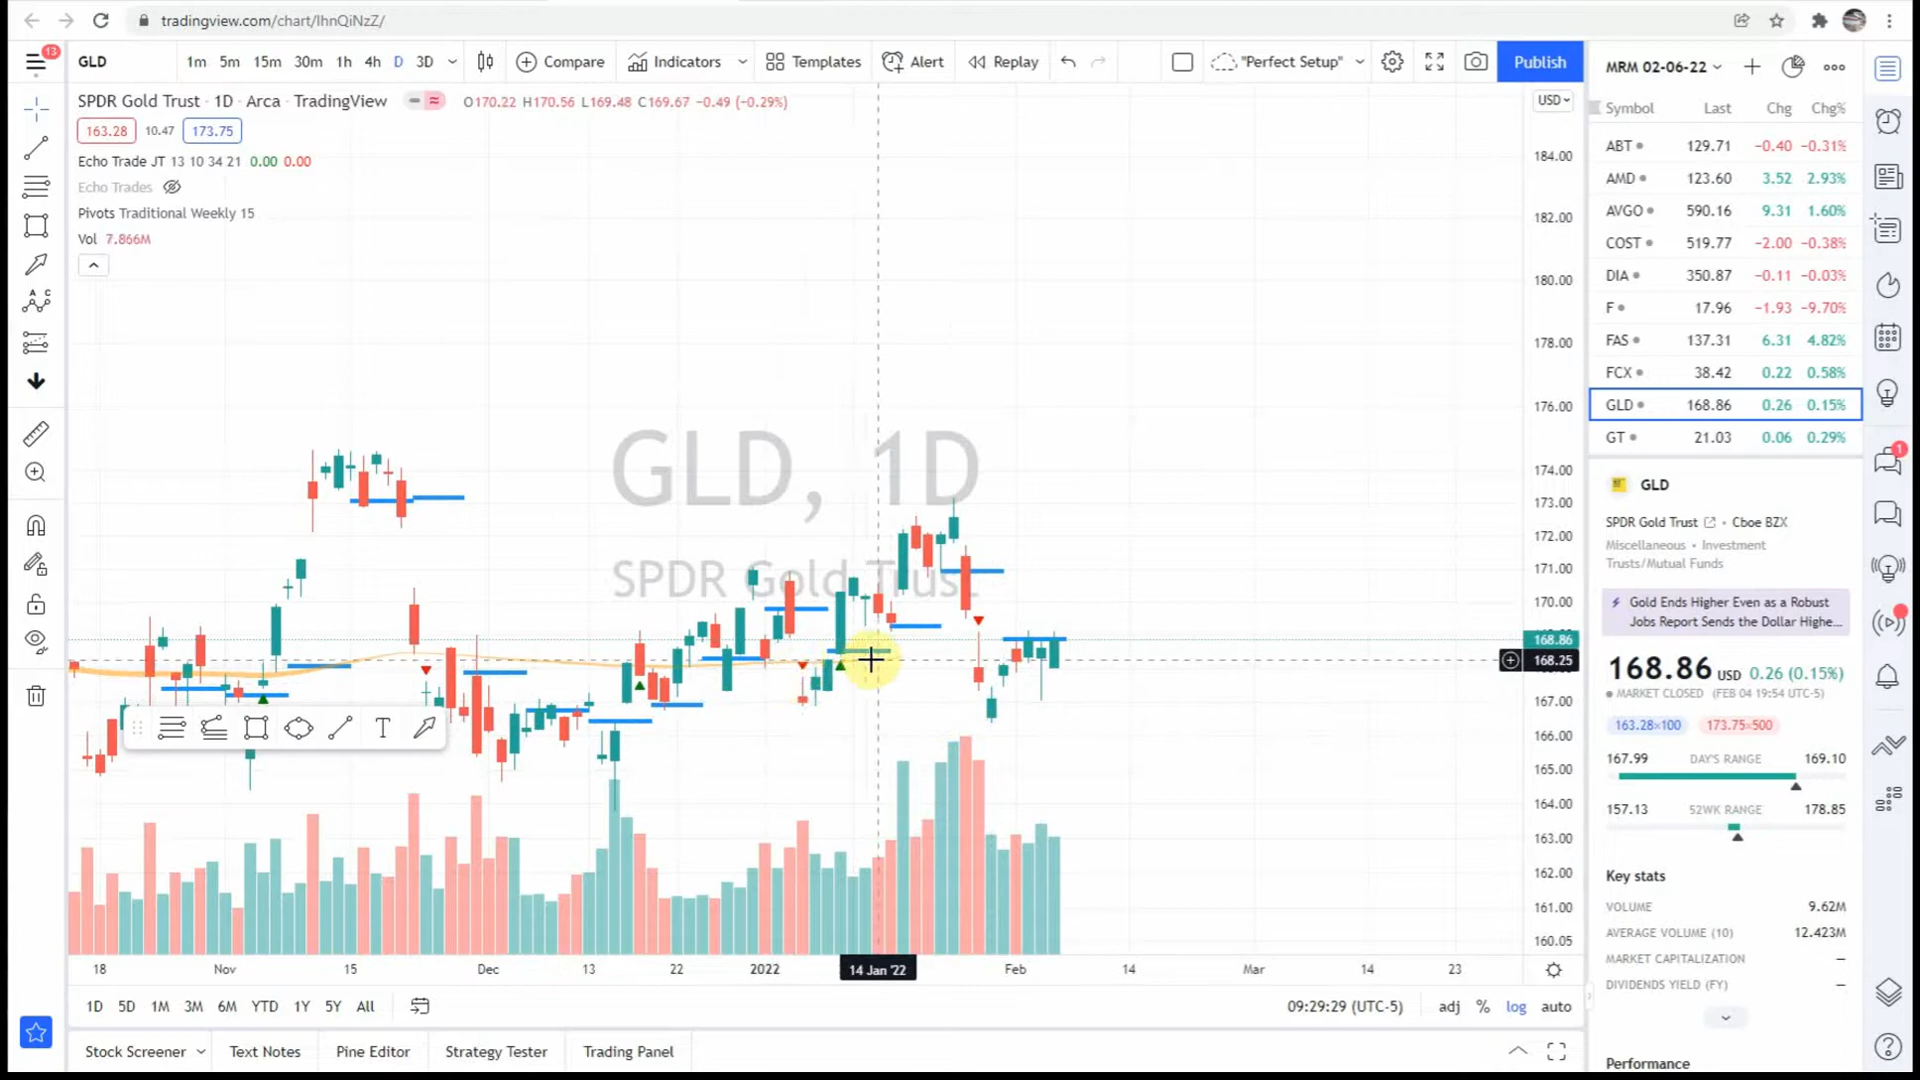 tradingview.com/chart/IhnQiNzZ/
13
GLD
1m 5m 15m 30m 1h 4h D 3D
Compare
Indicators
Templates
Alert
Replay
"Perfect Setup"
Publish
MRM 02-06-22
SPDR Gold Trust · 1D · Arca · TradingView
O170.22 H170.56 L169.48 C169.67 −0.49 (−0.29%)
USD
163.28 10.47 173.75
Echo Trade JT 13 10 34 21 0.00 0.00
Echo Trades
Pivots Traditional Weekly 15
Vol 7.866M
GLD, 1D
SPDR Gold Trust
184.00
182.00
180.00
178.00
176.00
174.00
173.00
172.00
171.00
170.00
168.86
168.25
167.00
166.00
165.00
164.00
163.00
162.00
161.00
160.05
18 Nov 15 Dec 13 22 2022 14 Jan '22 Feb 14 Mar 14 23
1D 5D 1M 3M 6M YTD 1Y 5Y All
09:29:29 (UTC-5) adj % log auto
Stock Screener Text Notes Pine Editor Strategy Tester Trading Panel
Symbol Last Chg Chg%
ABT 129.71 −0.40 −0.31%
AMD 123.60 3.52 2.93%
AVGO 590.16 9.31 1.60%
COST 519.77 −2.00 −0.38%
DIA 350.87 −0.11 −0.03%
F 17.96 −1.93 −9.70%
FAS 137.31 6.31 4.82%
FCX 38.42 0.22 0.58%
GLD 168.86 0.26 0.15%
GT 21.03 0.06 0.29%
GLD
SPDR Gold Trust · Cboe BZX
Miscellaneous · Investment
Trusts/Mutual Funds
Gold Ends Higher Even as a Robust
Jobs Report Sends the Dollar Highe...
168.86 USD 0.26 (0.15%)
MARKET CLOSED (FEB 04 19:54 UTC-5)
163.28×100 173.75×500
167.99 DAY'S RANGE 169.10
157.13 52WK RANGE 178.85
Key stats
VOLUME 9.62M
AVERAGE VOLUME (10) 12.423M
MARKET CAPITALIZATION –
DIVIDENDS YIELD (FY) –
Performance
1